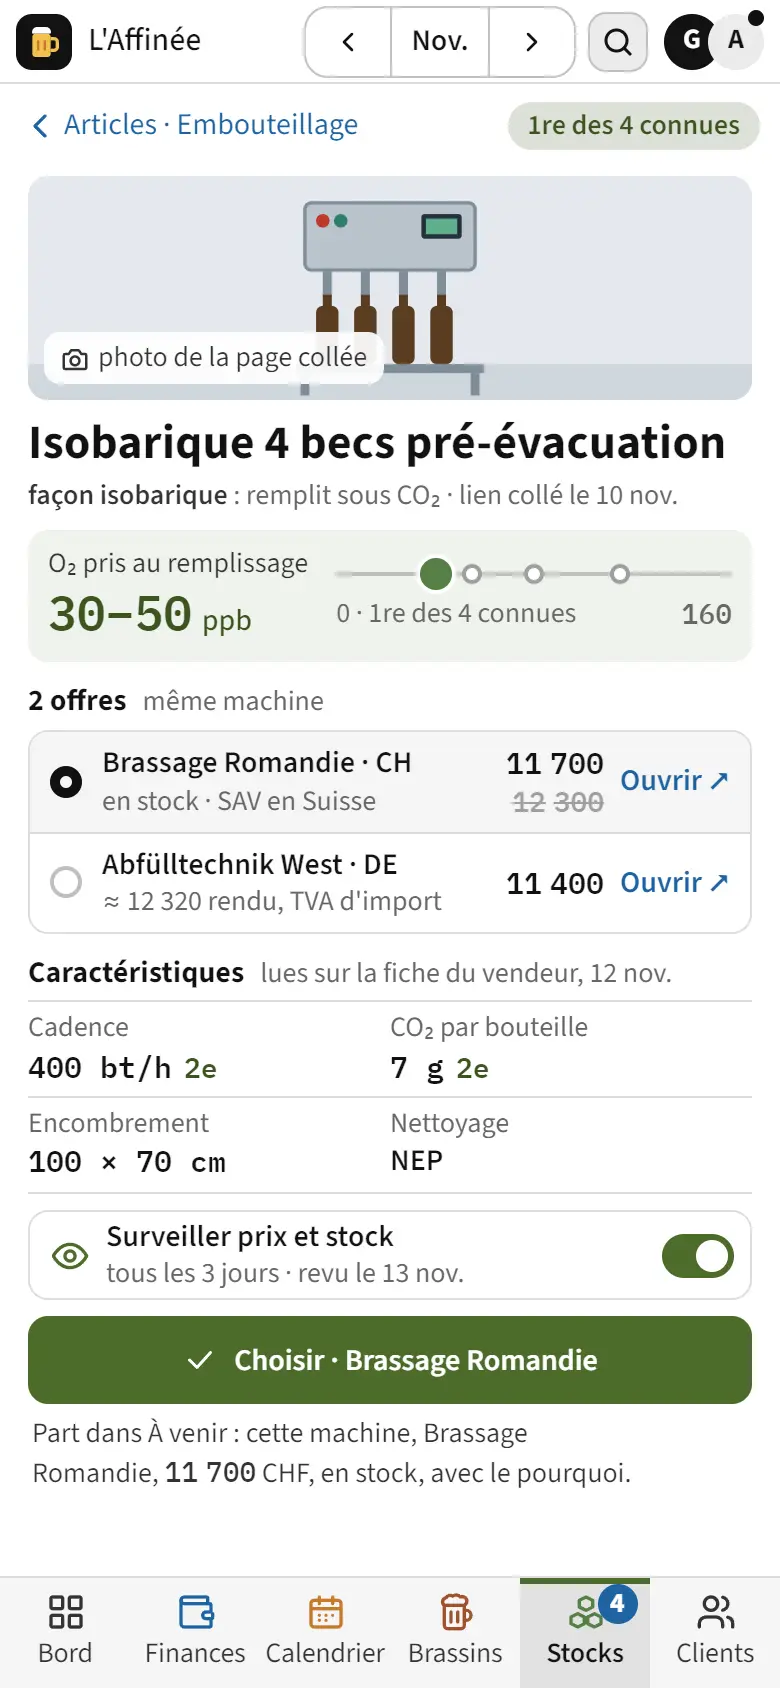 L'Affinée
Nov.
G
A
Articles · Embouteillage
1re des 4 connues
photo de la page collée
Isobarique 4 becs pré-évacuation
façon isobarique : remplit sous CO₂ · lien collé le 10 nov.
O₂ pris au remplissage
30–50 ppb
0 · 1re des 4 connues
160
2 offres même machine
Brassage Romandie · CH
11 700
Ouvrir ↗
en stock · SAV en Suisse
12 300
Abfülltechnik West · DE
11 400
Ouvrir ↗
≈ 12 320 rendu, TVA d'import
Caractéristiques lues sur la fiche du vendeur, 12 nov.
Cadence
400 bt/h 2e
CO₂ par bouteille
7 g 2e
Encombrement
100 × 70 cm
Nettoyage
NEP
Surveiller prix et stock
tous les 3 jours · revu le 13 nov.
Choisir · Brassage Romandie
Part dans À venir : cette machine, Brassage
Romandie, 11 700 CHF, en stock, avec le pourquoi.
Bord
Finances
Calendrier
Brassins
4
Stocks
Clients